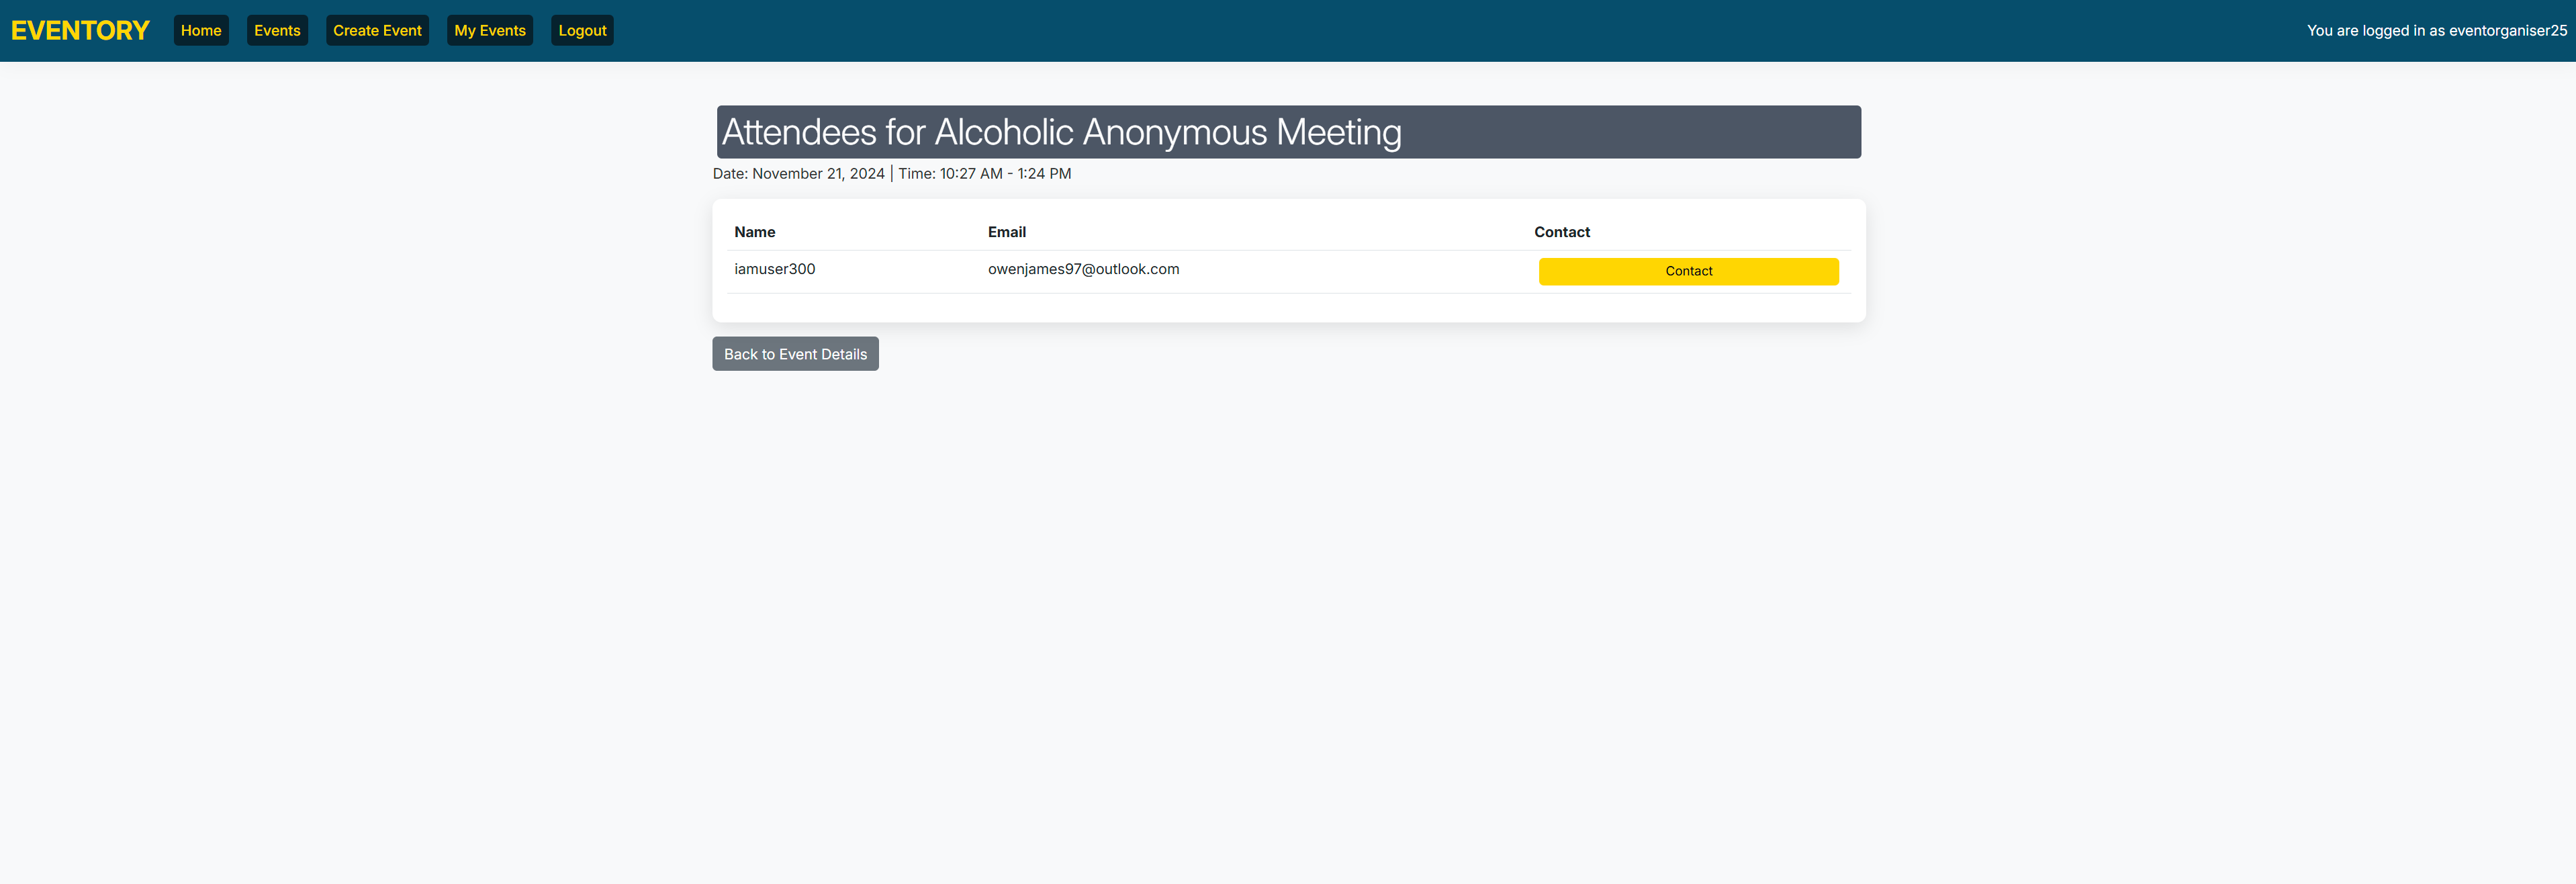 EVENTORY Home Events Create Event My Events Logout You are logged in as eventorganiser25
Attendees for Alcoholic Anonymous Meeting
Date: November 21, 2024 | Time: 10:27 AM - 1:24 PM
Name Email Contact
iamuser300 owenjames97@outlook.com Contact
Back to Event Details